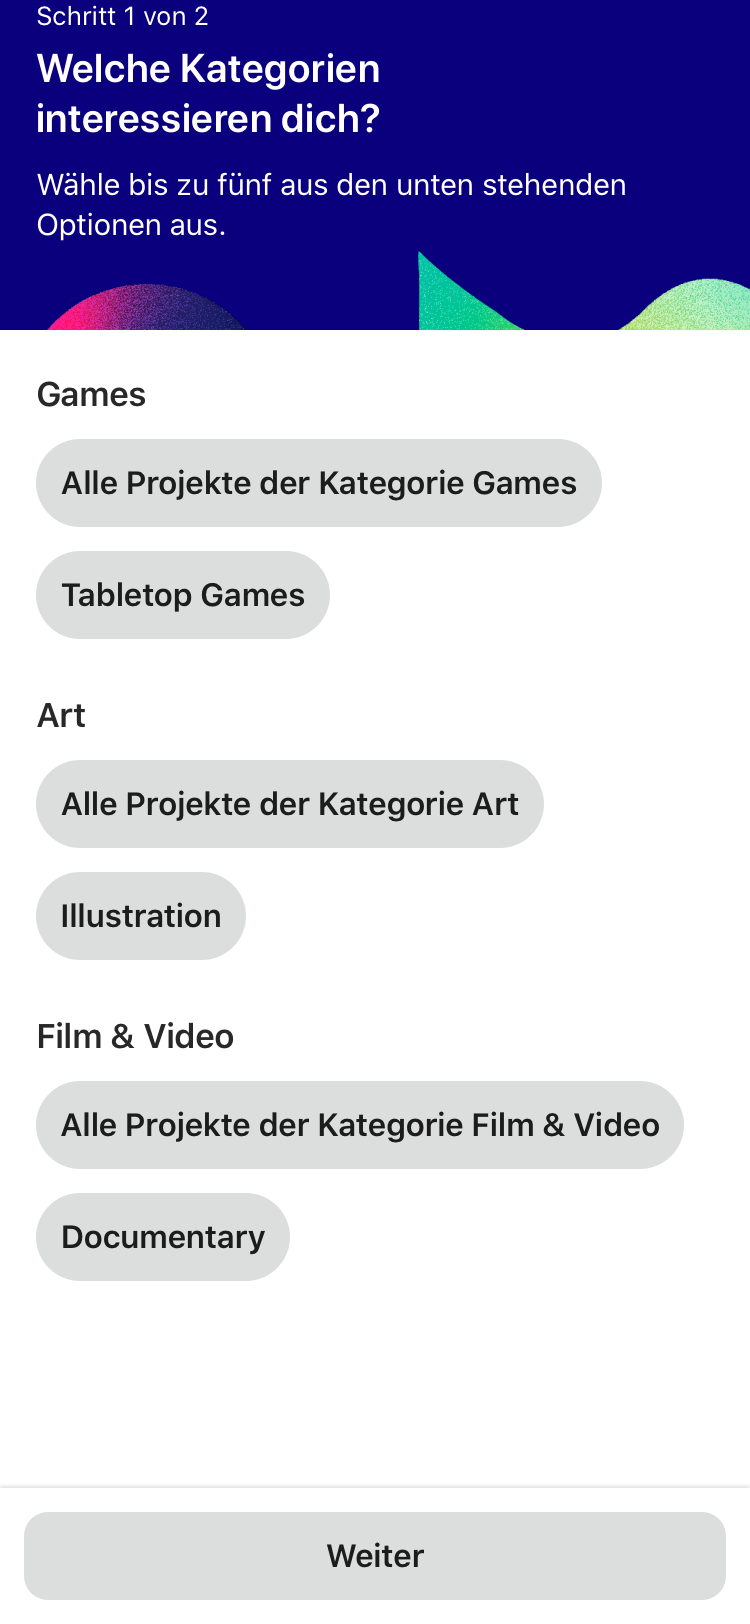 Schritt 1 von 2
Welche Kategorien
interessieren dich?
Wähle bis zu fünf aus den unten stehenden
Optionen aus.
Games
Alle Projekte der Kategorie Games
Tabletop Games
Art
Alle Projekte der Kategorie Art
Illustration
Film & Video
Alle Projekte der Kategorie Film & Video
Documentary
Weiter